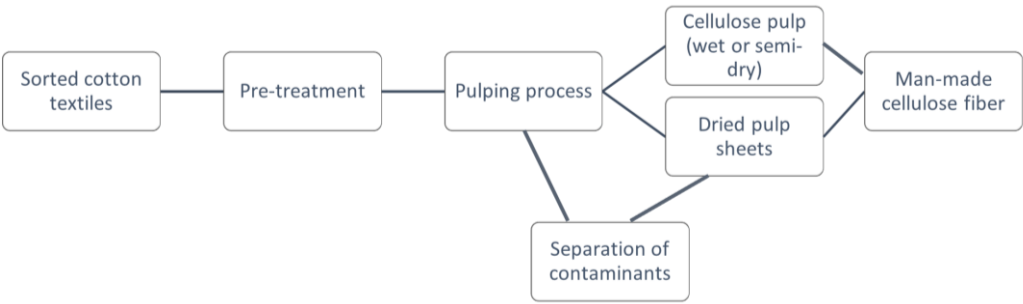 Sorted cotton
textiles
Pre-treatment
Pulping process
Cellulose pulp
(wet or semi-
dry)
Dried pulp
sheets
Man-made
cellulose fiber
Separation of
contaminants